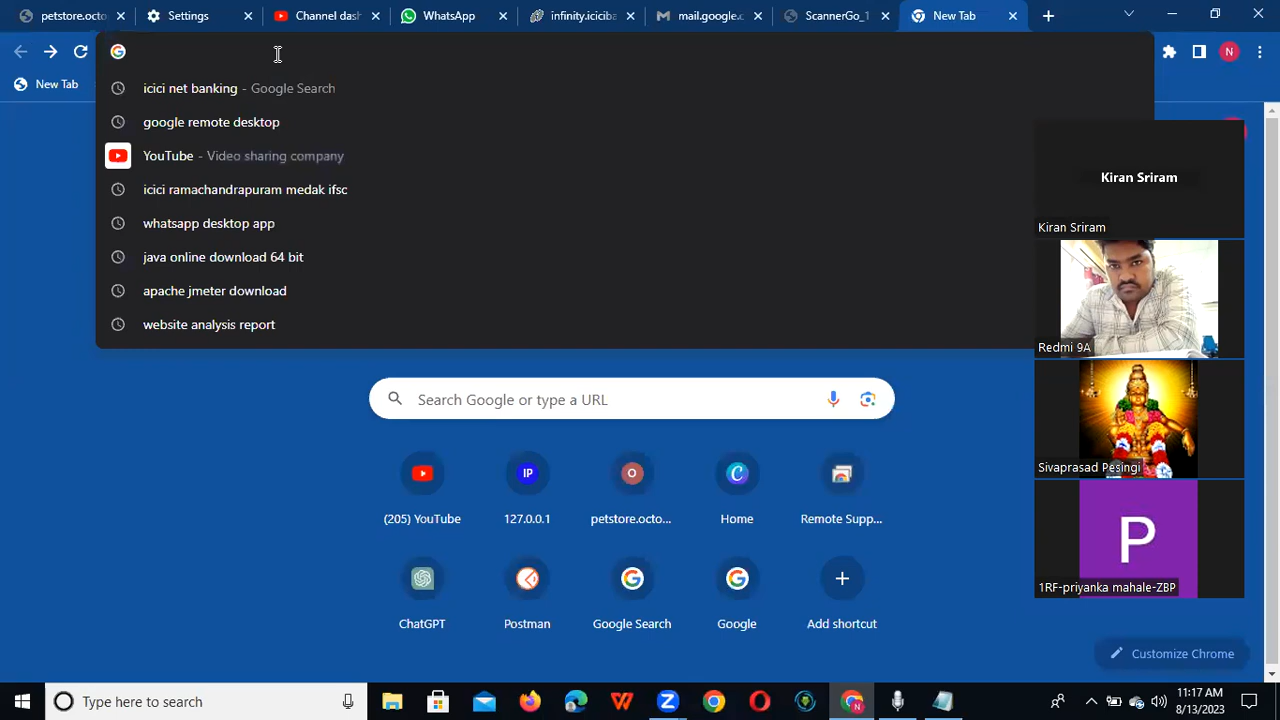 petstore.octo
Settings
Channel dash
WhatsApp
infinity.iciciba
mail.google.c
ScannerGo_1
New Tab
N
New Tab
icici net banking - Google Search
google remote desktop
YouTube - Video sharing company
icici ramachandrapuram medak ifsc
whatsapp desktop app
java online download 64 bit
apache jmeter download
website analysis report
Kiran Sriram
Kiran Sriram
Redmi 9A
Sivaprasad Pesingi
P
1RF-priyanka mahale-ZBP
Search Google or type a URL
IP
O
(205) YouTube
127.0.0.1
petstore.octo...
Home
Remote Supp...
ChatGPT
Postman
Google Search
Google
Add shortcut
Customize Chrome
Type here to search
11:17 AM
8/13/2023